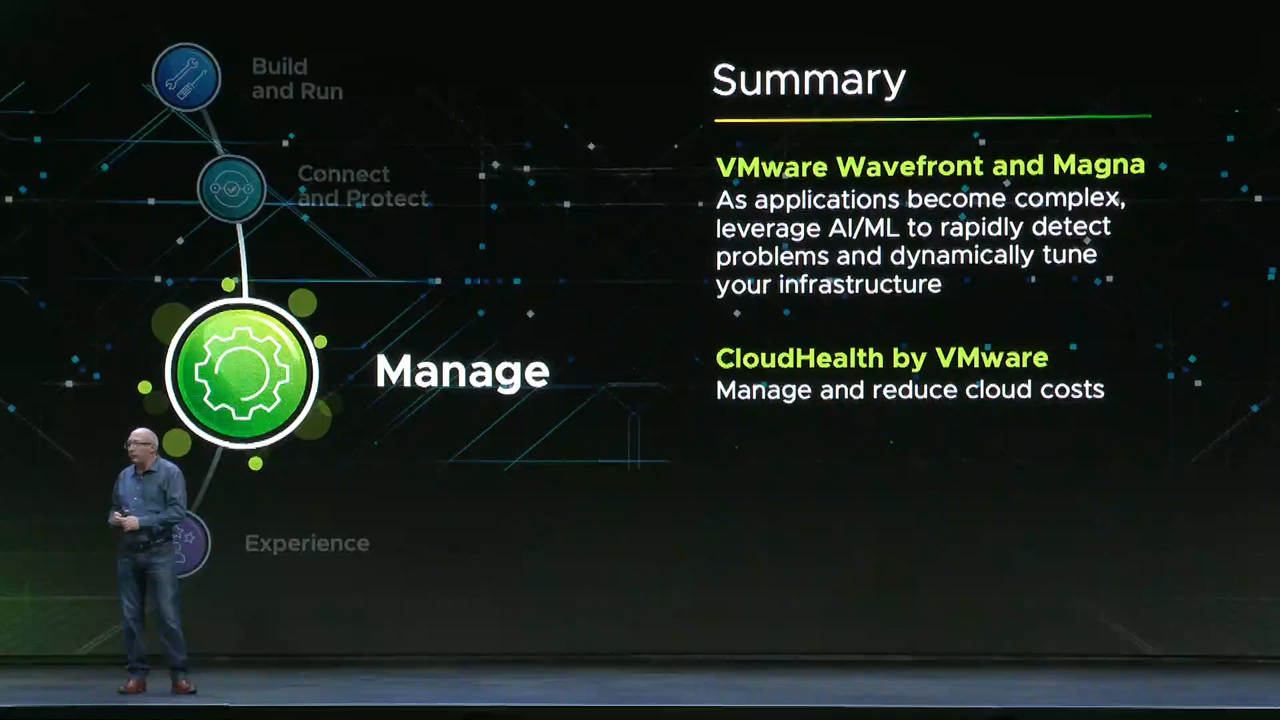 Build
and Run
Connect
and Protect
Manage
Experience
Summary
VMware Wavefront and Magna
As applications become complex,
leverage AI/ML to rapidly detect
problems and dynamically tune
your infrastructure
CloudHealth by VMware
Manage and reduce cloud costs